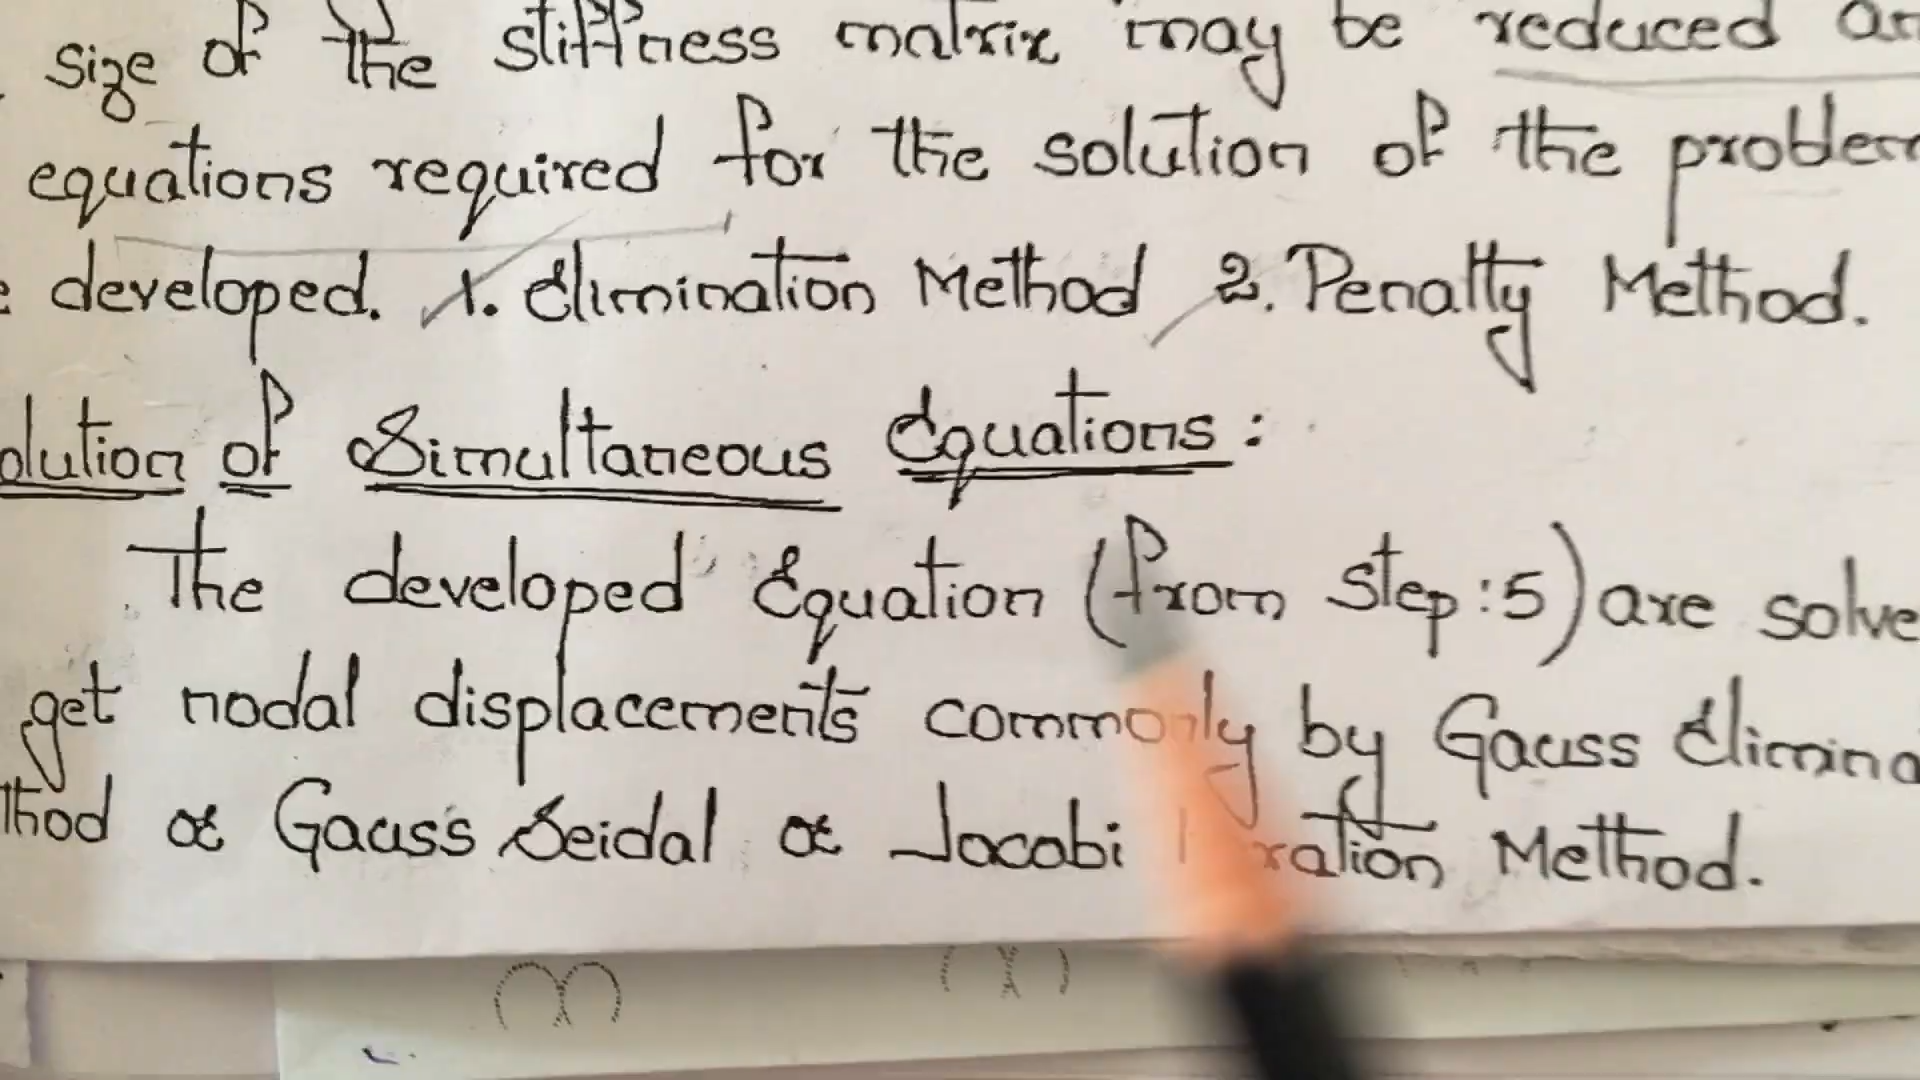 size of the stiffness matrix may be reduced
equations required for the solution of the problem
developed. 1. Elimination Method 2. Penalty Method.
olution of Simultaneous Equations :
The developed Equation (from step:5) are solve
get nodal displacements commonly by Gauss Elimina
thod or Gauss Seidal or Jacobi Method.